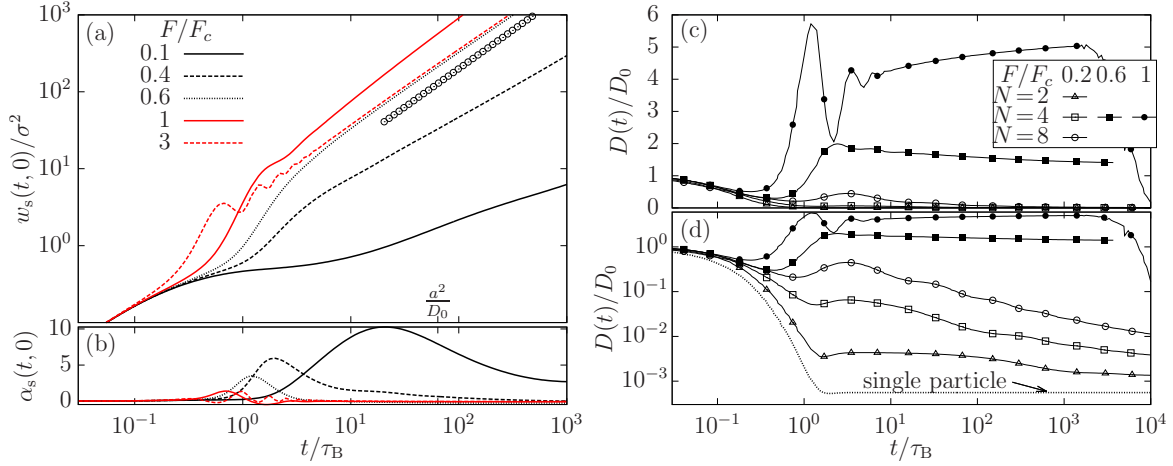 (a)
F/F_c
0.1
0.4
0.6
1
3
10^3
10^2
10^1
10^0
w_s(t, 0)/σ^2
a^2/D_0
(b)
10
5
0
α_s(t, 0)
10^{-1} 10^0 10^1 10^2 10^3
t/τ_B
(c)
6
5
4
3
2
1
0
D(t)/D_0
F/F_c 0.2 0.6 1
N=2
N=4
N=8
(d)
10^0
10^{-1}
10^{-2}
10^{-3}
D(t)/D_0
single particle
10^{-1} 10^0 10^1 10^2 10^3 10^4
t/τ_B